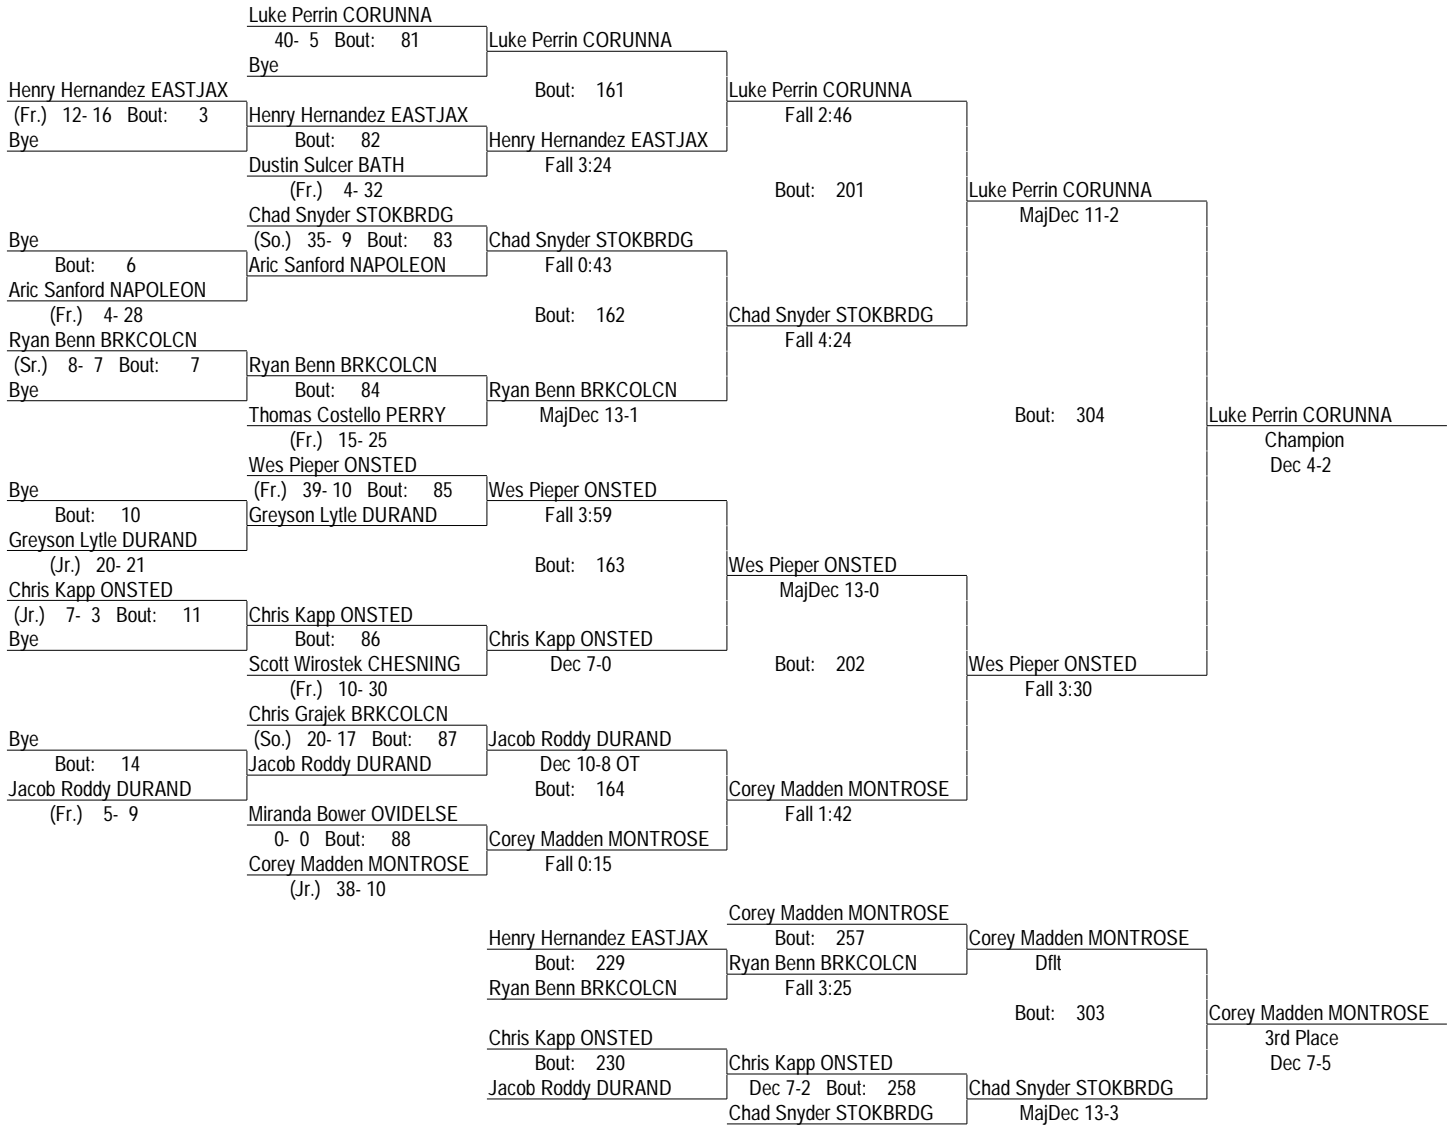 Luke Perrin CORUNNA
40- 5 Bout: 81 Luke Perrin CORUNNA
Bye
Henry Hernandez EASTJAX Bout: 161 Luke Perrin CORUNNA
(Fr.) 12- 16 Bout: 3 Henry Hernandez EASTJAX Fall 2:46
Bye Bout: 82 Henry Hernandez EASTJAX
Dustin Sulcer BATH Fall 3:24
(Fr.) 4- 32 Bout: 201 Luke Perrin CORUNNA
Chad Snyder STOKBRDG MajDec 11-2
Bye (So.) 35- 9 Bout: 83 Chad Snyder STOKBRDG
Bout: 6 Aric Sanford NAPOLEON Fall 0:43
Aric Sanford NAPOLEON
(Fr.) 4- 28 Bout: 162 Chad Snyder STOKBRDG
Ryan Benn BRKCOLCN Fall 4:24
(Sr.) 8- 7 Bout: 7 Ryan Benn BRKCOLCN
Bye Bout: 84 Ryan Benn BRKCOLCN
Thomas Costello PERRY MajDec 13-1 Bout: 304 Luke Perrin CORUNNA
(Fr.) 15- 25 Champion
Wes Pieper ONSTED Dec 4-2
Bye (Fr.) 39- 10 Bout: 85 Wes Pieper ONSTED
Bout: 10 Greyson Lytle DURAND Fall 3:59
Greyson Lytle DURAND
(Jr.) 20- 21 Bout: 163 Wes Pieper ONSTED
Chris Kapp ONSTED MajDec 13-0
(Jr.) 7- 3 Bout: 11 Chris Kapp ONSTED
Bye Bout: 86 Chris Kapp ONSTED
Scott Wirostek CHESNING Dec 7-0 Bout: 202 Wes Pieper ONSTED
(Fr.) 10- 30 Fall 3:30
Chris Grajek BRKCOLCN
Bye (So.) 20- 17 Bout: 87 Jacob Roddy DURAND
Bout: 14 Jacob Roddy DURAND Dec 10-8 OT
Jacob Roddy DURAND Bout: 164 Corey Madden MONTROSE
(Fr.) 5- 9 Miranda Bower OVIDELSE Fall 1:42
0- 0 Bout: 88 Corey Madden MONTROSE
Corey Madden MONTROSE Fall 0:15
(Jr.) 38- 10
Corey Madden MONTROSE
Henry Hernandez EASTJAX Bout: 257 Corey Madden MONTROSE
Bout: 229 Ryan Benn BRKCOLCN Dflt
Ryan Benn BRKCOLCN Fall 3:25
Bout: 303 Corey Madden MONTROSE
Chris Kapp ONSTED 3rd Place
Bout: 230 Chris Kapp ONSTED Dec 7-5
Jacob Roddy DURAND Dec 7-2 Bout: 258 Chad Snyder STOKBRDG
Chad Snyder STOKBRDG MajDec 13-3